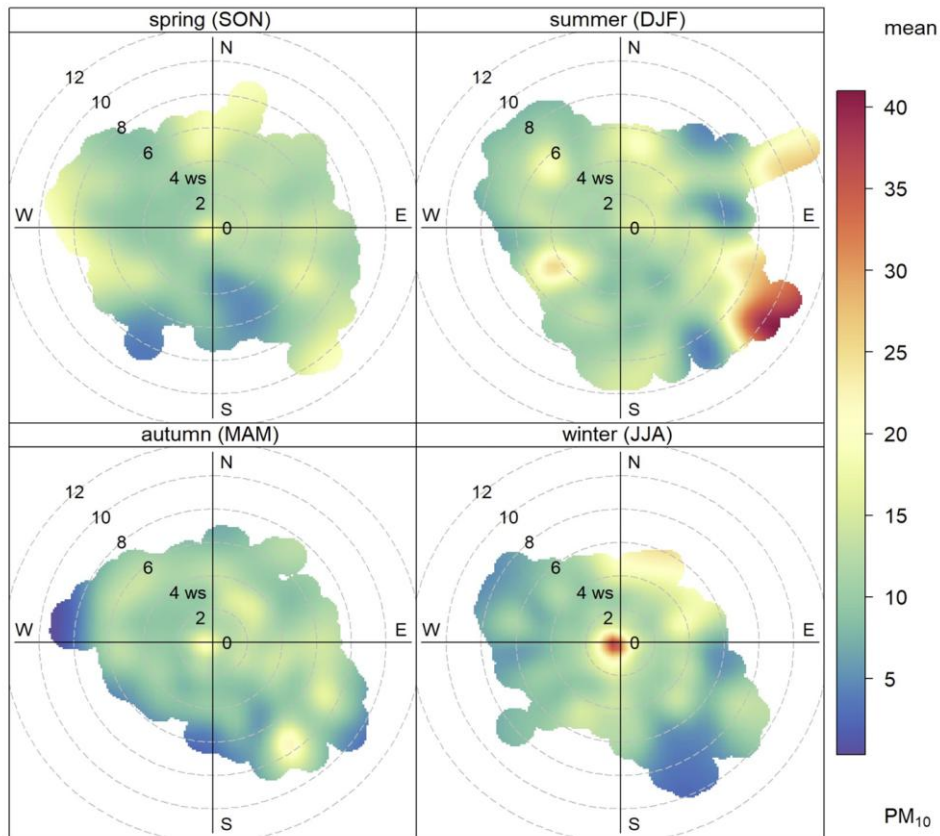 spring (SON)
N
12
10
8
6
4 ws
2
0
W
E
S
summer (DJF)
N
12
10
8
6
4 ws
2
0
W
E
S
autumn (MAM)
N
12
10
8
6
4 ws
2
0
W
E
S
winter (JJA)
N
12
10
8
6
4 ws
2
0
W
E
S
mean
40
35
30
25
20
15
10
5
PM₁₀